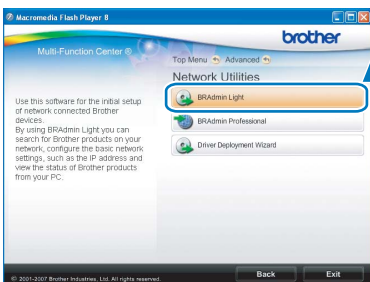 Macromedia Flash Player 8
brother
Multi-Function Center ®
Top Menu Advanced
Network Utilities
BRAdmin Light
BRAdmin Professional
Driver Deployment Wizard
Use this software for the initial setup
of network connected Brother
devices.
By using BRAdmin Light you can
search for Brother products on your
network, configure the basic network
settings, such as the IP address and
view the status of Brother products
from your PC.
© 2001-2007 Brother Industries, Ltd. All rights reserved.
Back
Exit